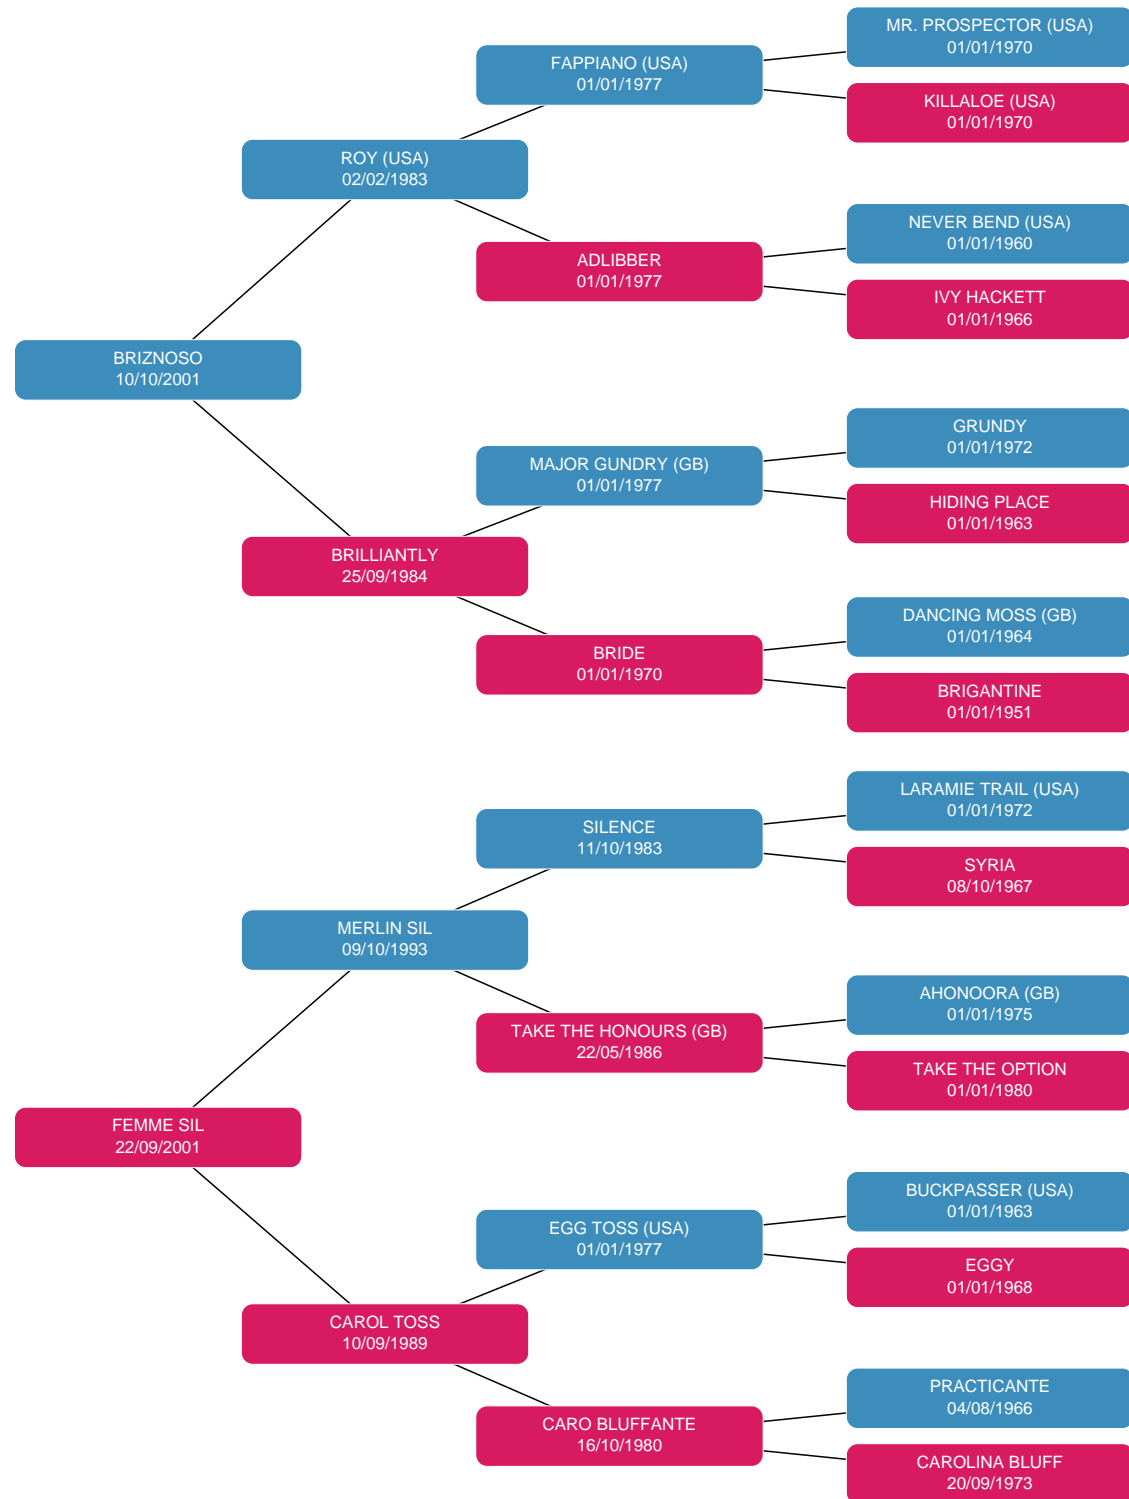 MR. PROSPECTOR (USA)
01/01/1970
FAPPIANO (USA)
01/01/1977
KILLALOE (USA)
01/01/1970
ROY (USA)
02/02/1983
NEVER BEND (USA)
01/01/1960
ADLIBBER
01/01/1977
IVY HACKETT
01/01/1966
BRIZNOSO
10/10/2001
GRUNDY
01/01/1972
MAJOR GUNDRY (GB)
01/01/1977
HIDING PLACE
01/01/1963
BRILLIANTLY
25/09/1984
DANCING MOSS (GB)
01/01/1964
BRIDE
01/01/1970
BRIGANTINE
01/01/1951
LARAMIE TRAIL (USA)
01/01/1972
SILENCE
11/10/1983
SYRIA
08/10/1967
MERLIN SIL
09/10/1993
AHONOORA (GB)
01/01/1975
TAKE THE HONOURS (GB)
22/05/1986
TAKE THE OPTION
01/01/1980
FEMME SIL
22/09/2001
BUCKPASSER (USA)
01/01/1963
EGG TOSS (USA)
01/01/1977
EGGY
01/01/1968
CAROL TOSS
10/09/1989
PRACTICANTE
04/08/1966
CARO BLUFFANTE
16/10/1980
CAROLINA BLUFF
20/09/1973